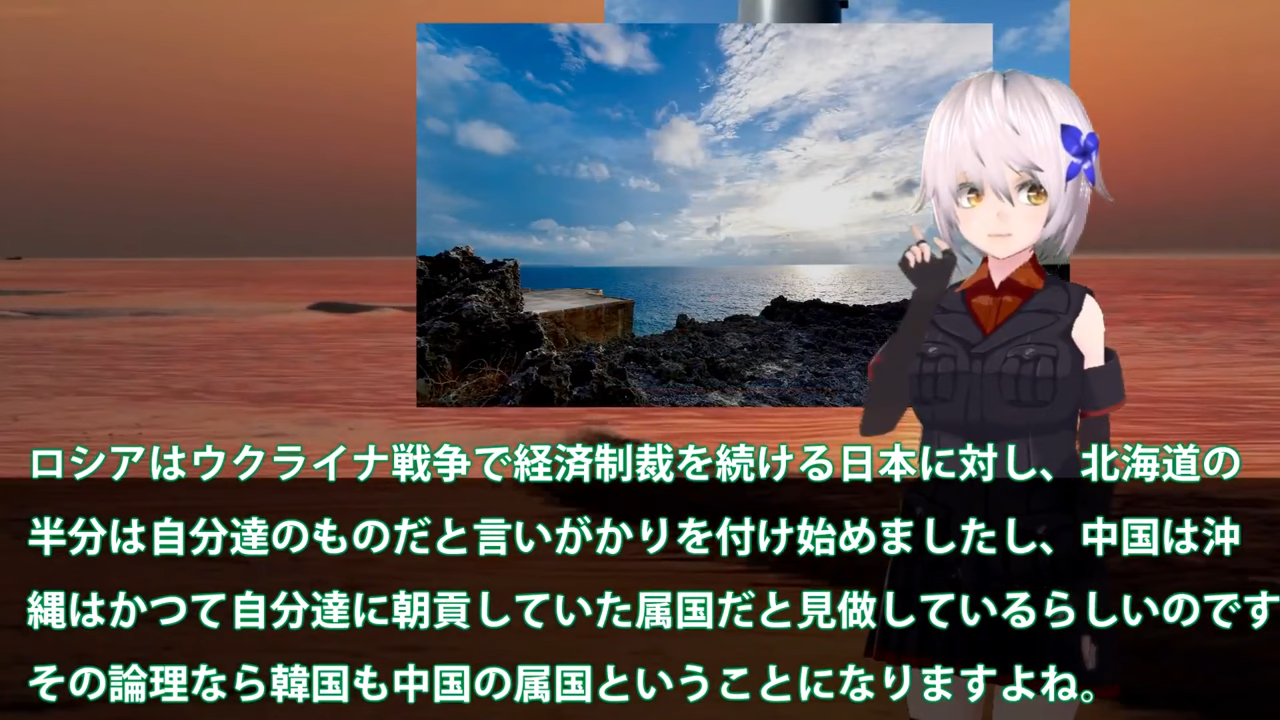 ロシアはウクライナ戦争で経済制裁を続ける日本に対し、北海道の
半分は自分達のものだと言いがかりを付け始めましたし、中国は沖
縄はかつて自分達に朝貢していた属国だと見做しているらしいのです
その論理なら韓国も中国の属国ということになりますよね。